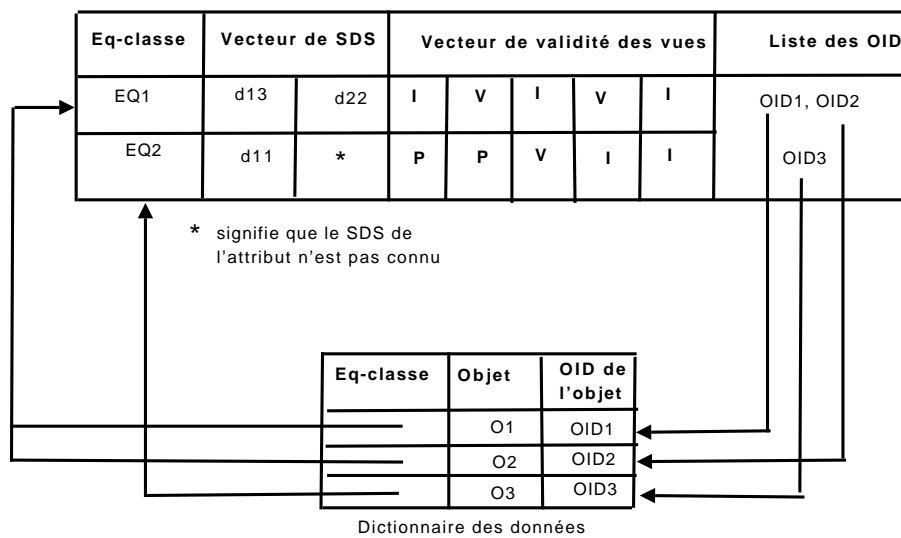 Eq-classe Vecteur de SDS Vecteur de validité des vues Liste des OID
EQ1 d13 d22 I V I V I OID1, OID2
EQ2 d11 * P P V I I OID3
* signifie que le SDS de
l'attribut n'est pas connu
Eq-classe Objet OID de
l'objet
O1 OID1
O2 OID2
O3 OID3
Dictionnaire des données